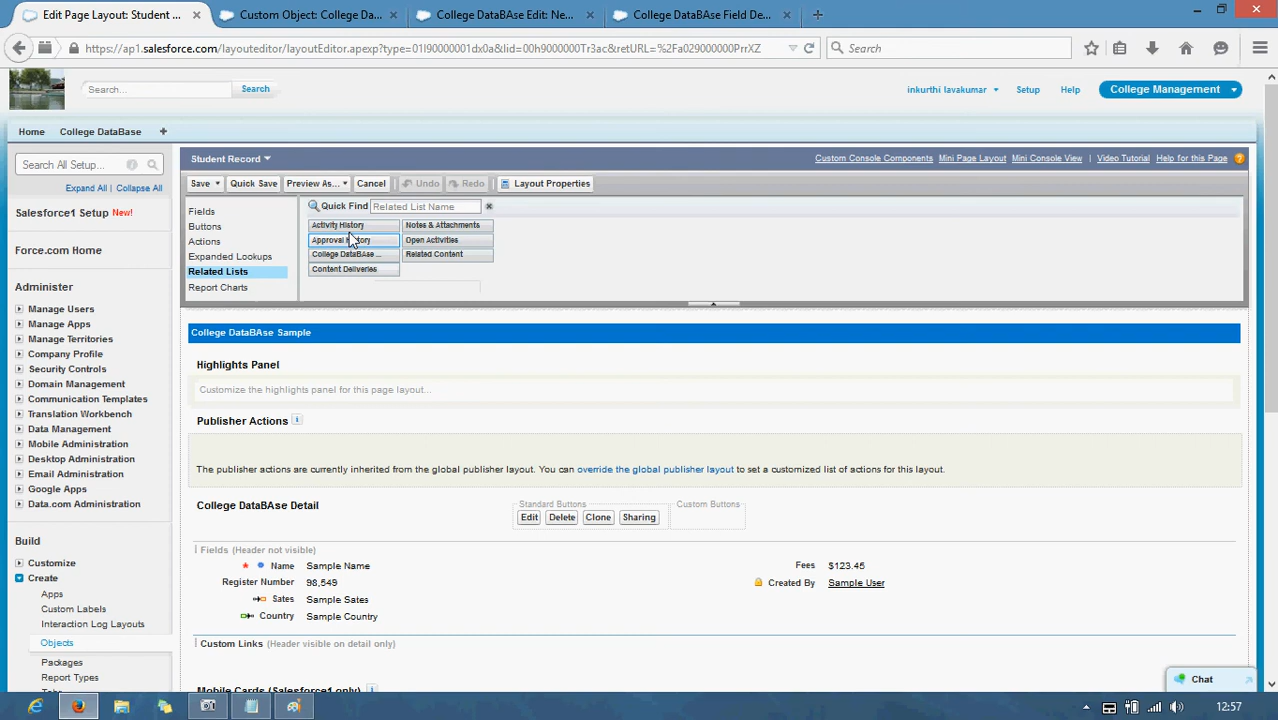 Edit Page Layout: Student ... × Custom Object: College Da... × College DataBAse Edit: Ne... × College DataBAse Field De... × +
https://ap1.salesforce.com/layouteditor/layoutEditor.apexp?type=01I90000001dx0a&lid=00h9000000Tr3ac&retURL=%2Fa029000000PrrXZ Search
Search... Search inkurthi lavakumar Setup Help College Management
Home College DataBase +
Search All Setup... i
Expand All | Collapse All
Salesforce1 Setup New!
Force.com Home
Administer
Manage Users
Manage Apps
Manage Territories
Company Profile
Security Controls
Domain Management
Communication Templates
Translation Workbench
Data Management
Mobile Administration
Desktop Administration
Email Administration
Google Apps
Data.com Administration
Build
Customize
Create
Apps
Custom Labels
Interaction Log Layouts
Objects
Packages
Report Types
Student Record Custom Console Components Mini Page Layout Mini Console View | Video Tutorial Help for this Page ?
Save Quick Save Preview As... Cancel Undo Redo Layout Properties
Fields
Buttons
Actions
Expanded Lookups
Related Lists
Report Charts
Quick Find Related List Name
Activity History Notes & Attachments
Approval History Open Activities
College DataBAse ... Related Content
Content Deliveries
College DataBAse Sample
Highlights Panel
Customize the highlights panel for this page layout...
Publisher Actions i
The publisher actions are currently inherited from the global publisher layout. You can override the global publisher layout to set a customized list of actions for this layout.
College DataBAse Detail Standard Buttons Custom Buttons
Edit Delete Clone Sharing
Fields (Header not visible)
* Name Sample Name Fees $123.45
Register Number 98,549 Created By Sample User
Sates Sample Sates
Country Sample Country
Custom Links (Header visible on detail only)
Mobile Cards (Salesforce1 only) i
Chat
12:57